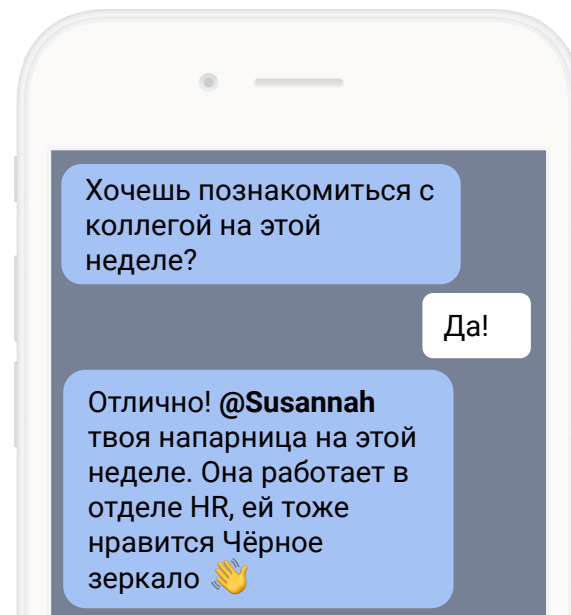 Хочешь познакомиться с
коллегой на этой
неделе?
Да!
Отлично! @Susannah
твоя напарница на этой
неделе. Она работает в
отделе HR, ей тоже
нравится Чёрное
зеркало 👋